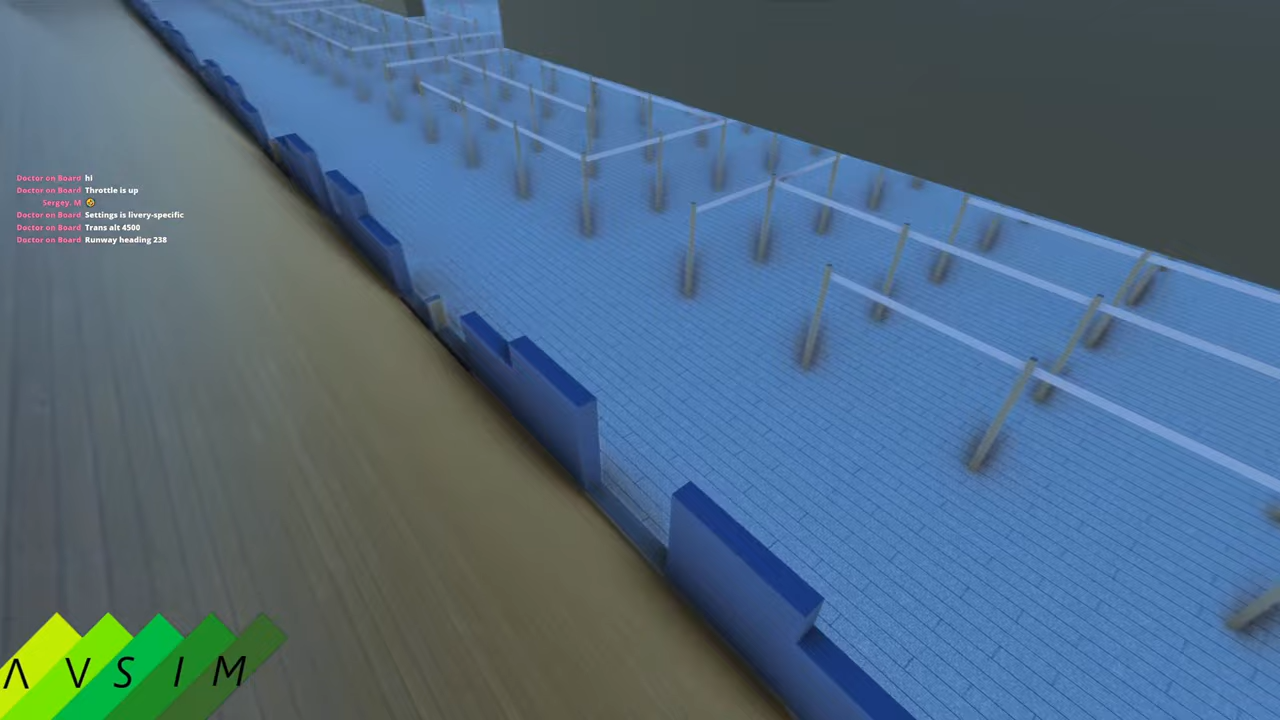 Doctor on Board hi
Doctor on Board Throttle is up
Sergey. M
Doctor on Board Settings is livery-specific
Doctor on Board Trans alt 4500
Doctor on Board Runway heading 238
AVSIM